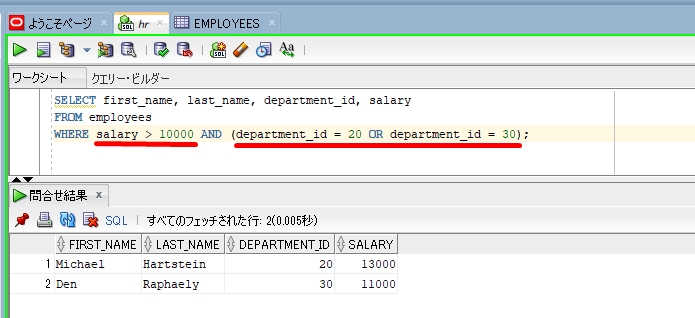 ようこそページ hr EMPLOYEES
SQL Aa
ワークシート クエリー・ビルダー
SELECT first_name, last_name, department_id, salary
FROM employees
WHERE salary > 10000 AND (department_id = 20 OR department_id = 30);
問合せ結果
SQL すべてのフェッチされた行: 2(0.005秒)
FIRST_NAME LAST_NAME DEPARTMENT_ID SALARY
1 Michael Hartstein 20 13000
2 Den Raphaely 30 11000